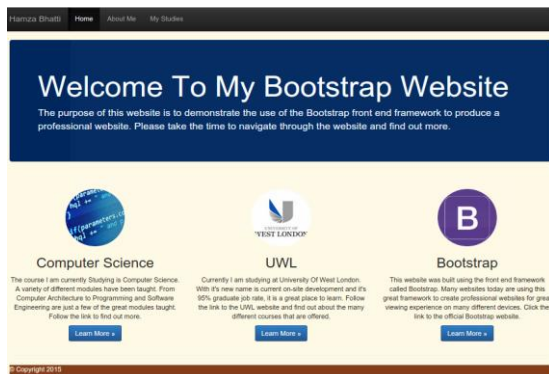 Hamza Bhatti Home About Me My Studies
Welcome To My Bootstrap Website
The purpose of this website is to demonstrate the use of the Bootstrap front end framework to produce a
professional website. Please take the time to navigate through the website and find out more.
Computer Science
The course I am currently Studying is Computer Science.
A variety of different modules have been taught. From
Computer Architecture to Programming and Software
Engineering are just a few of the great modules taught.
Follow the link to find out more.
Learn More »
UNIVERSITY OF
WEST LONDON
UWL
Currently I am studying at University Of West London.
With it's new name is current on-site development and it's
95% graduate job rate, it is a great place to learn. Follow
the link to the UWL website and find out about the many
different courses that are offered.
Learn More »
B
Bootstrap
This website was built using the front end framework
called Bootstrap. Many websites today are using this
great framework to create professional websites for grea
viewing experience on many different devices. Click the
link to the official Bootstrap website.
Learn More »
© Copyright 2015